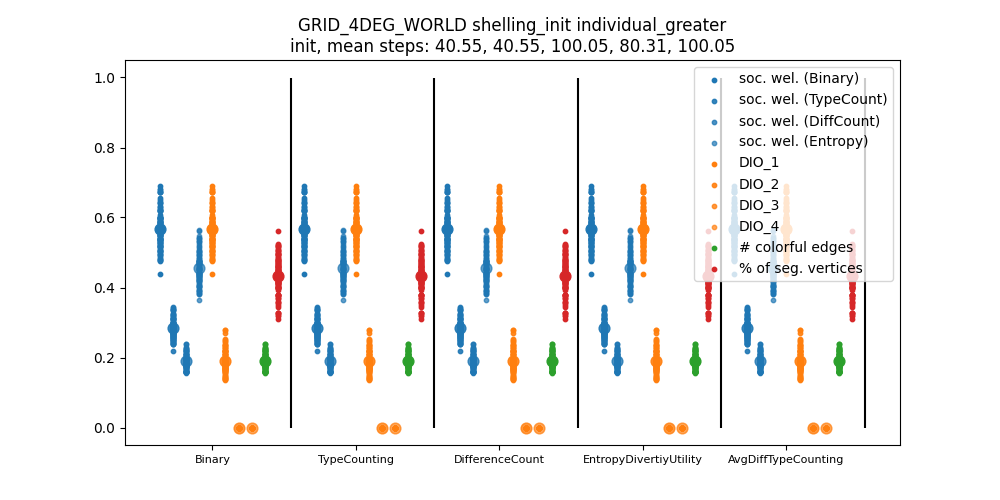 GRID_4DEG_WORLD shelling_init individual_greater
init, mean steps: 40.55, 40.55, 100.05, 80.31, 100.05
1.0
0.8
0.6
0.4
0.2
0.0
soc. wel. (Binary)
soc. wel. (TypeCount)
soc. wel. (DiffCount)
soc. wel. (Entropy)
DIO_1
DIO_2
DIO_3
DIO_4
# colorful edges
% of seg. vertices
Binary
TypeCounting
DifferenceCount
EntropyDivertiyUtility
AvgDiffTypeCounting